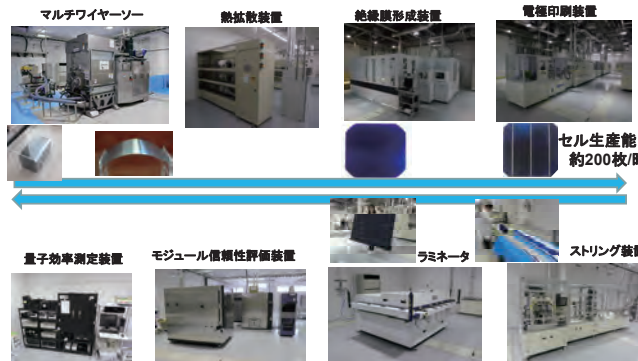 マルチワイヤーソー
熱拡散装置
絶縁膜形成装置
電極印刷装置
セル生産能
約200枚/時
ラミネータ
ストリング装置
量子効率測定装置
モジュール信頼性評価装置